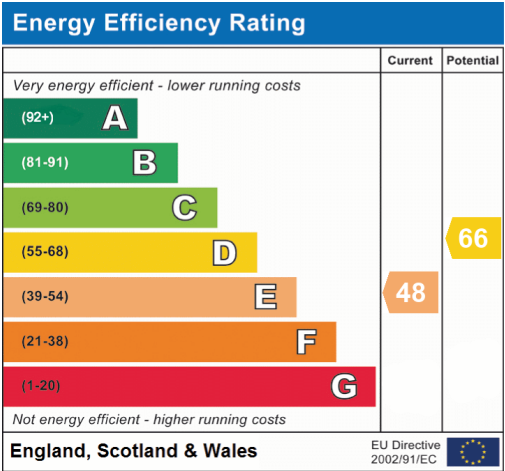 Energy Efficiency Rating
Current Potential
Very energy efficient - lower running costs
(92+) A
(81-91) B
(69-80) C
(55-68) D
66
(39-54) E
48
(21-38) F
(1-20) G
Not energy efficient - higher running costs
England, Scotland & Wales
EU Directive
2002/91/EC